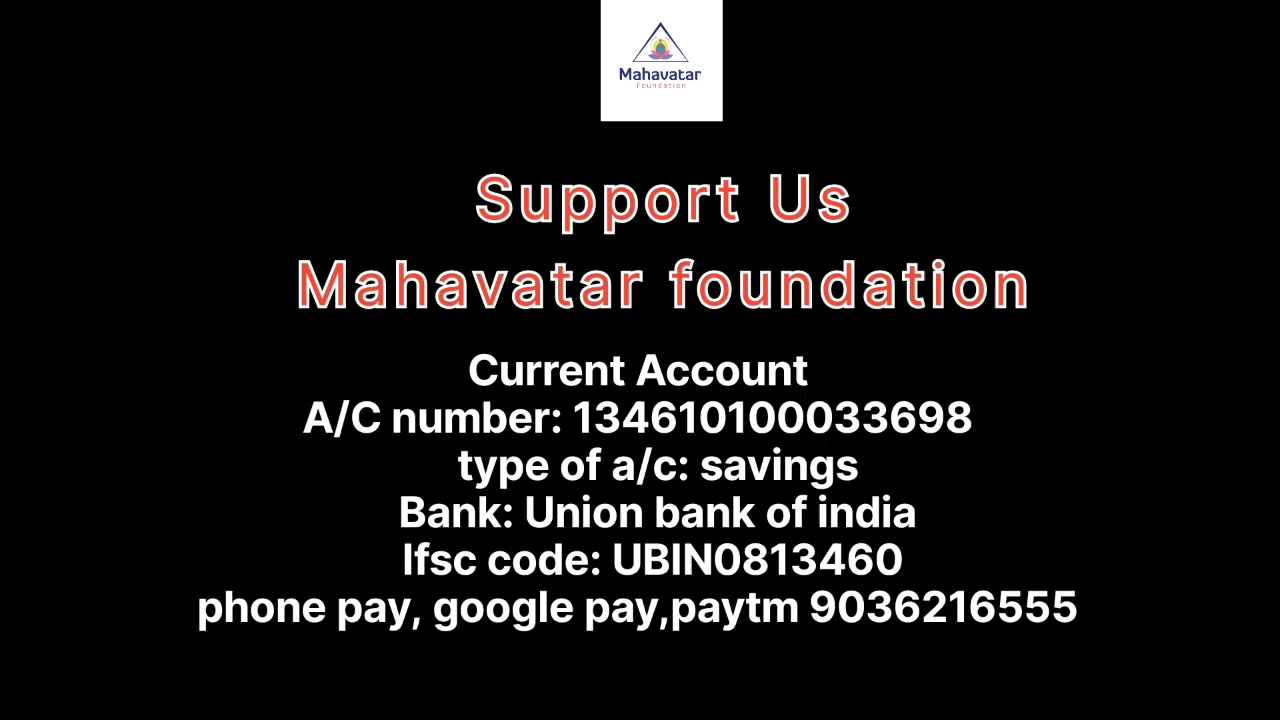 Mahavatar
Foundation
Support Us
Mahavatar foundation
Current Account
A/C number: 134610100033698
type of a/c: savings
Bank: Union bank of india
Ifsc code: UBIN0813460
phone pay, google pay,paytm 9036216555